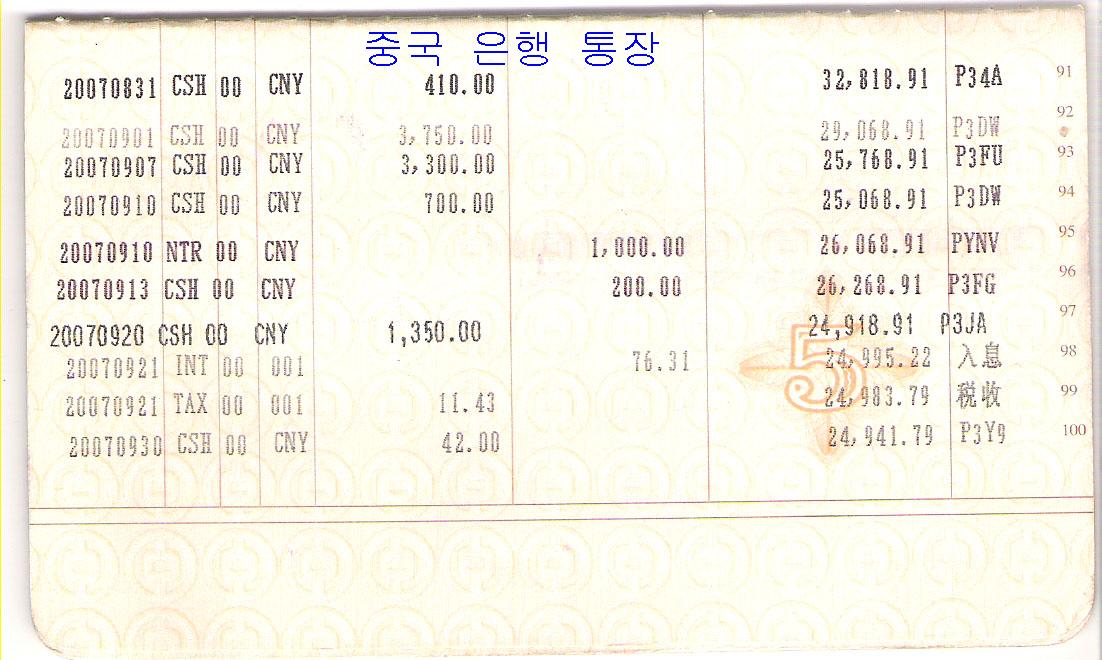 중국 은행 통장
20070831 CSH 00 CNY 410.00 32,818.91 P34A 91
20070901 CSH 00 CNY 3,750.00 29,068.91 P3DW 92
20070907 CSH 00 CNY 3,300.00 25,768.91 P3FU 93
20070910 CSH 00 CNY 700.00 25,068.91 P3DW 94
20070910 NTR 00 CNY 1,000.00 26,068.91 PYNV 95
20070913 CSH 00 CNY 200.00 26,268.91 P3FG 96
20070920 CSH 00 CNY 1,350.00 24,918.91 P3JA 97
20070921 INT 00 001 76.31 24,995.22 入息 98
20070921 TAX 00 001 11.43 24,983.79 税收 99
20070930 CSH 00 CNY 42.00 24,941.79 P3Y9 100
5